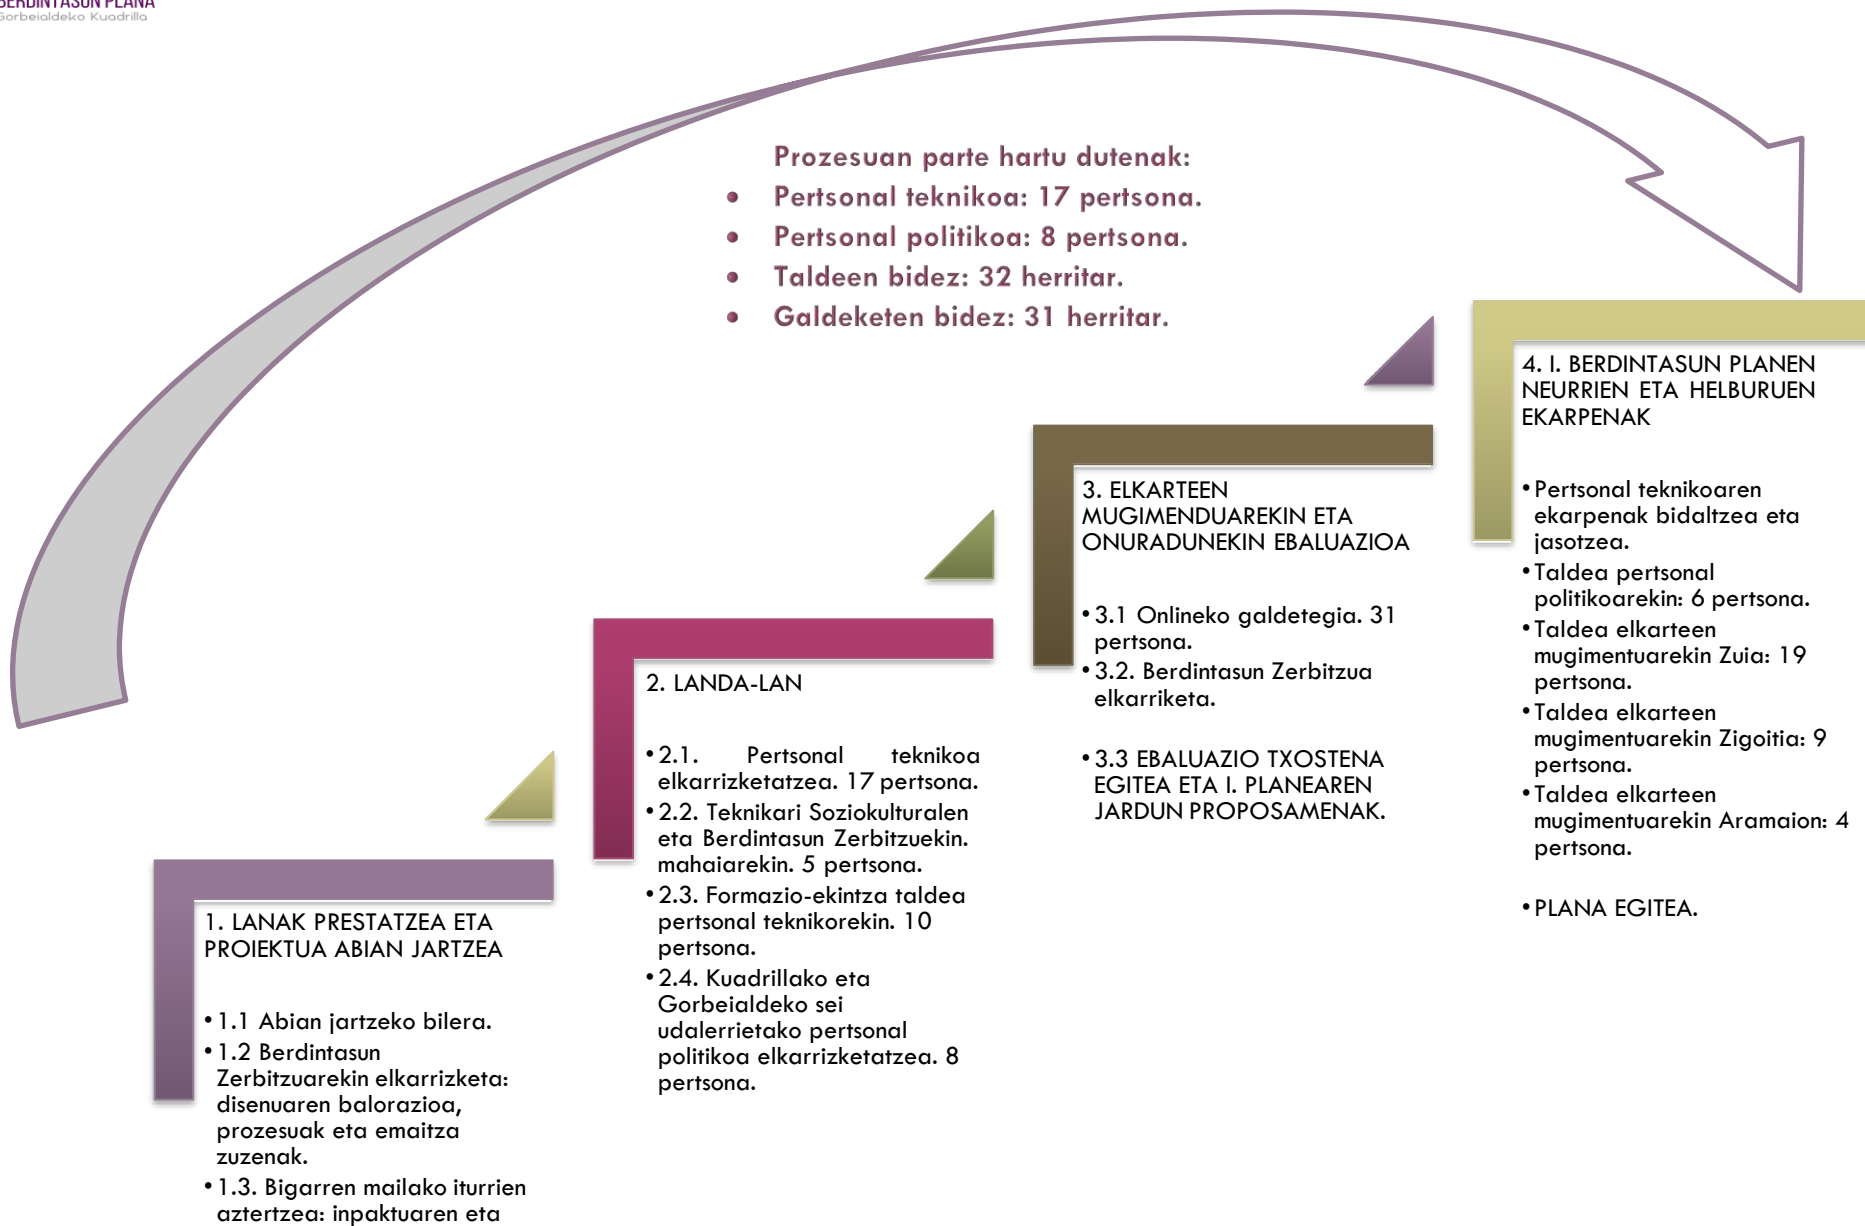 BERDINTASUN PLANA
Gorbeialdeko Kuadrilla
Prozesuan parte hartu dutenak:
• Pertsonal teknikoa: 17 pertsona.
• Pertsonal politikoa: 8 pertsona.
• Taldeen bidez: 32 herritar.
• Galdeketen bidez: 31 herritar.
1. LANAK PRESTATZEA ETA
PROIEKTUA ABIAN JARTZEA
• 1.1 Abian jartzeko bilera.
• 1.2 Berdintasun
Zerbitzuarekin elkarrizketa:
disenuaren balorazioa,
prozesuak eta emaitza
zuzenak.
• 1.3. Bigarren mailako iturrien
aztertzea: inpaktuaren eta
2. LANDA-LAN
• 2.1. Pertsonal teknikoa
elkarrizketatzea. 17 pertsona.
• 2.2. Teknikari Soziokulturalen
eta Berdintasun Zerbitzuekin.
mahaiarekin. 5 pertsona.
• 2.3. Formazio-ekintza taldea
pertsonal teknikorekin. 10
pertsona.
• 2.4. Kuadrillako eta
Gorbeialdeko sei
udalerrietako pertsonal
politikoa elkarrizketatzea. 8
pertsona.
3. ELKARTEEN
MUGIMENDUAREKIN ETA
ONURADUNEKIN EBALUAZIOA
• 3.1 Onlineko galdetegia. 31
pertsona.
• 3.2. Berdintasun Zerbitzua
elkarriketa.
• 3.3 EBALUAZIO TXOSTENA
EGITEA ETA I. PLANEAREN
JARDUN PROPOSAMENAK.
4. I. BERDINTASUN PLANEN
NEURRIEN ETA HELBURUEN
EKARPENAK
• Pertsonal teknikoaren
ekarpenak bidaltzea eta
jasotzea.
• Taldea pertsonal
politikoarekin: 6 pertsona.
• Taldea elkarteen
mugimentuarekin Zuia: 19
pertsona.
• Taldea elkarteen
mugimentuarekin Zigoitia: 9
pertsona.
• Taldea elkarteen
mugimentuarekin Aramaion: 4
pertsona.
• PLANA EGITEA.